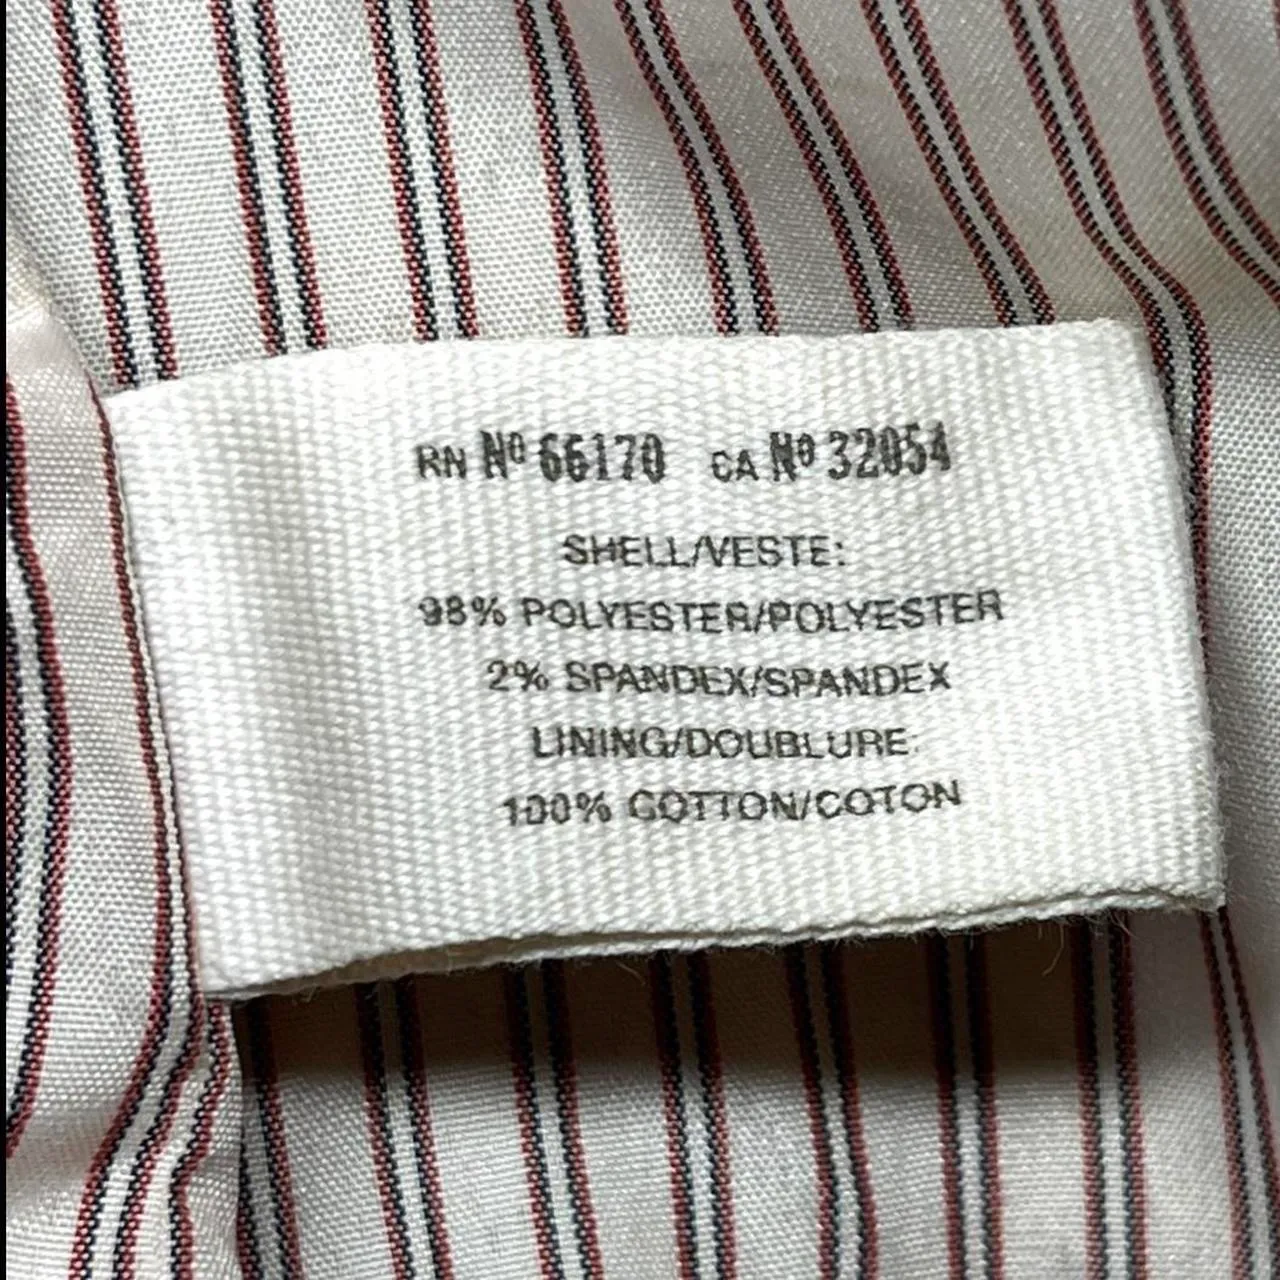 RN Nº 66170 CA Nº 32054
SHELL/VESTE:
98% POLYESTER/POLYESTER
2% SPANDEX/SPANDEX
LINING/DOUBLURE:
100% COTTON/COTON